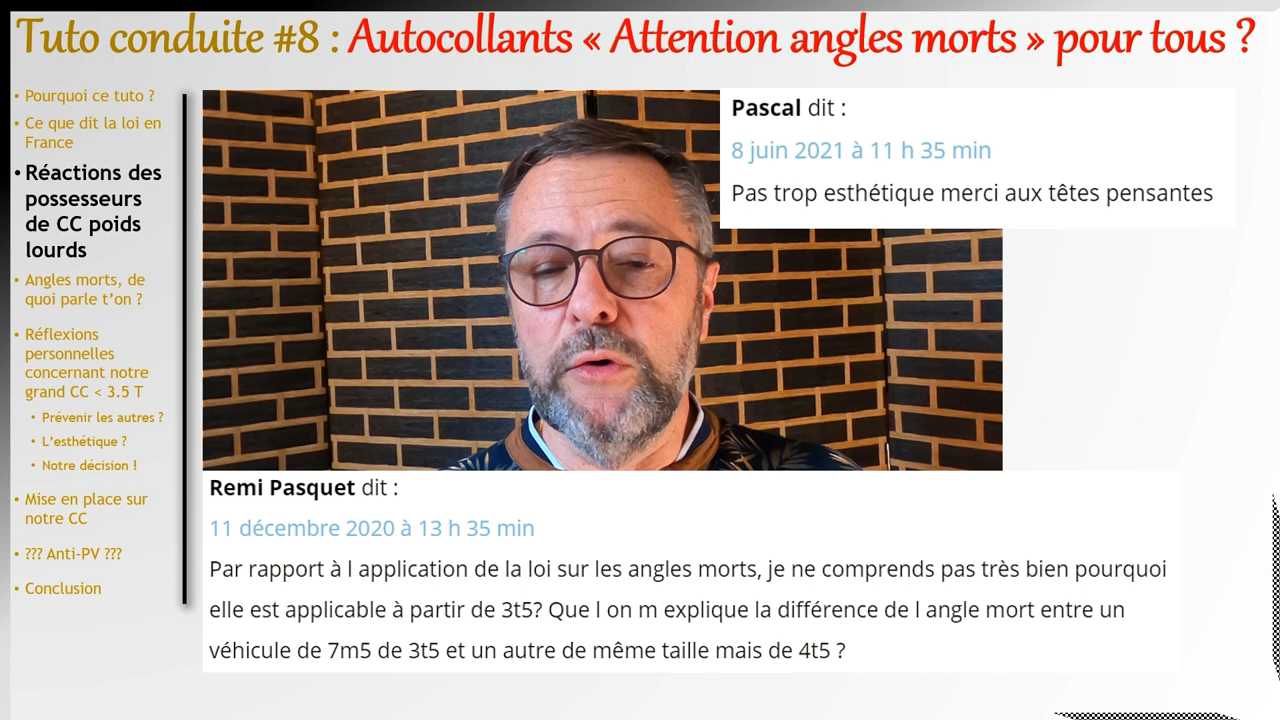 Tuto conduite #8 : Autocollants « Attention angles morts » pour tous ?
• Pourquoi ce tuto ?
• Ce que dit la loi en
France
• Réactions des
possesseurs
de CC poids
lourds
• Angles morts, de
quoi parle t’on ?
• Réflexions
personnelles
concernant notre
grand CC < 3.5 T
• Prévenir les autres ?
• L’esthétique ?
• Notre décision !
• Mise en place sur
notre CC
• ??? Anti-PV ???
• Conclusion
Pascal dit :
8 juin 2021 à 11 h 35 min
Pas trop esthétique merci aux têtes pensantes
Remi Pasquet dit :
11 décembre 2020 à 13 h 35 min
Par rapport à l application de la loi sur les angles morts, je ne comprends pas très bien pourquoi
elle est applicable à partir de 3t5? Que l on m explique la différence de l angle mort entre un
véhicule de 7m5 de 3t5 et un autre de même taille mais de 4t5 ?